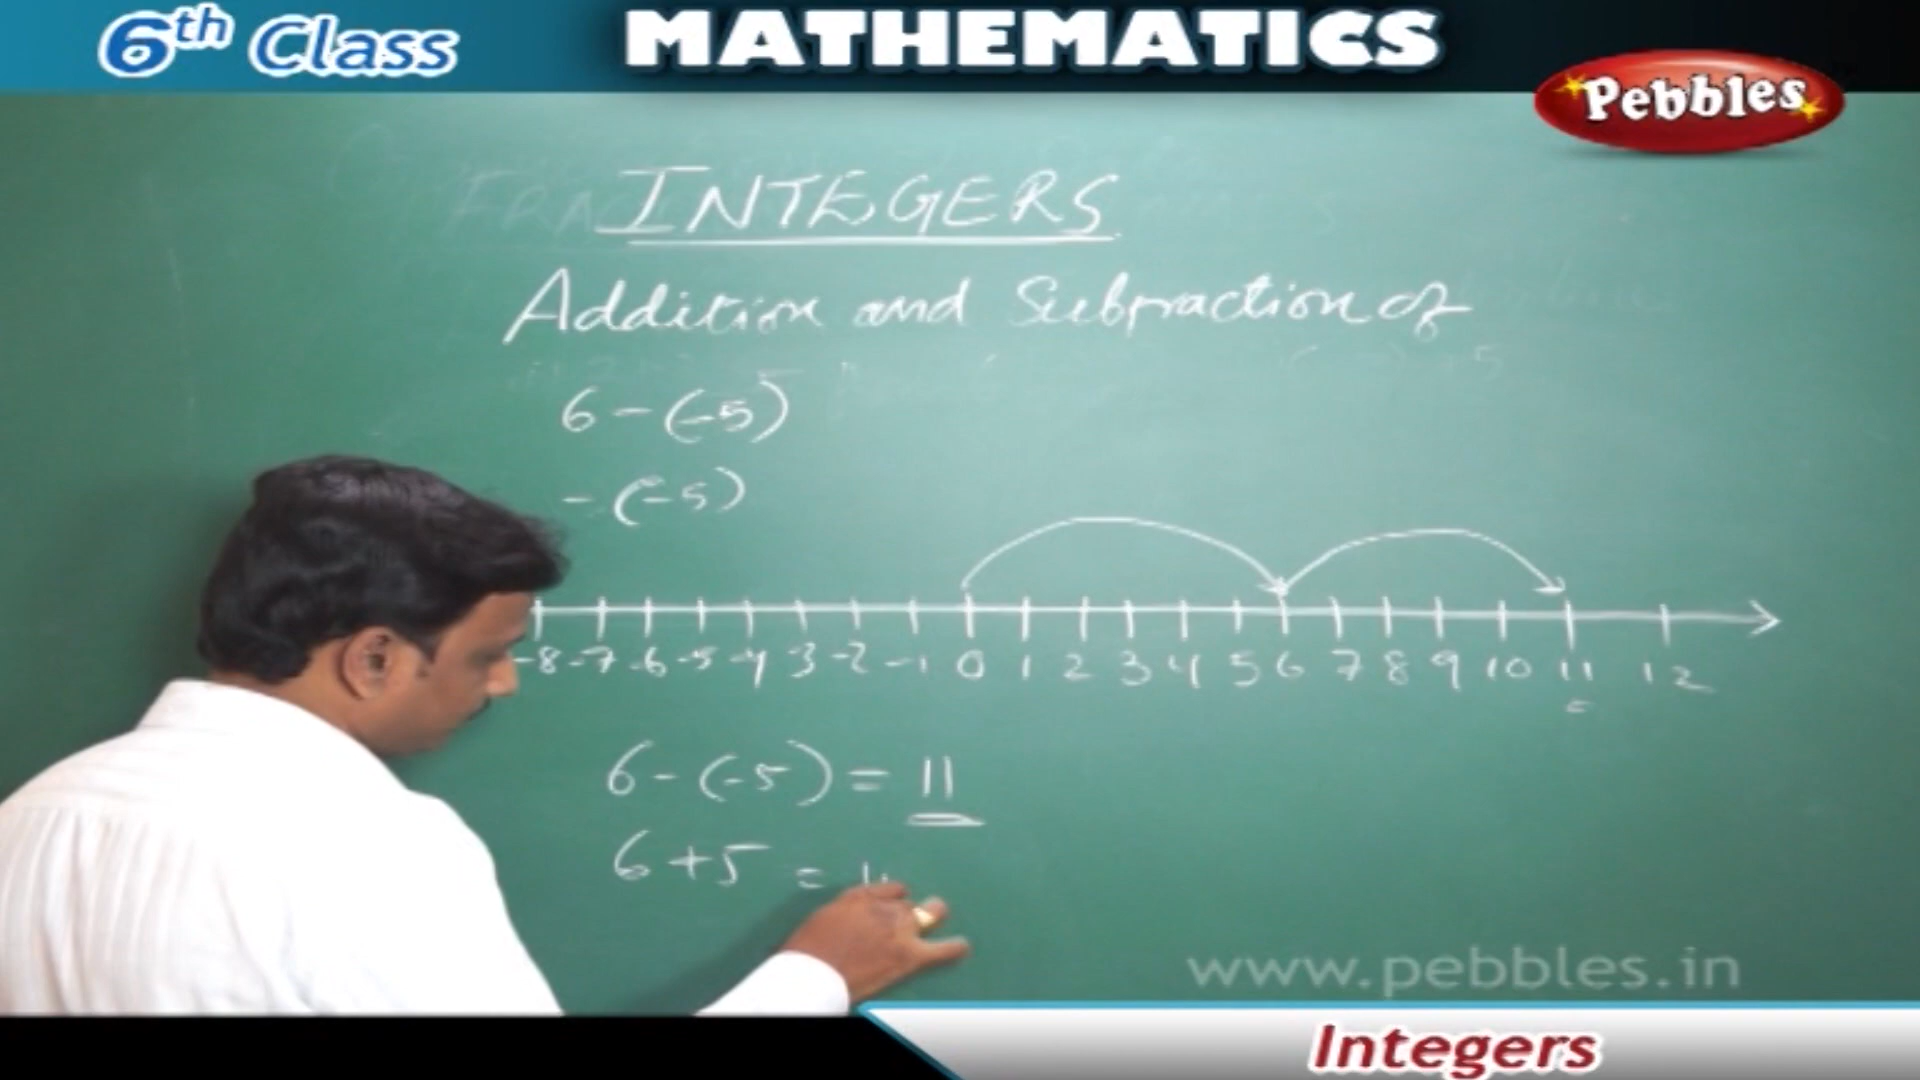 6th Class
MATHEMATICS
Pebbles
INTEGERS
Addition and Subtraction of
6-(-5)
-(-5)
-8 -7 -6 -5 -4 3 -2 -1 0 1 2 3 4 5 6 7 8 9 10 11 12
6-(-5) = 11
6+5 = 11
www.pebbles.in
Integers